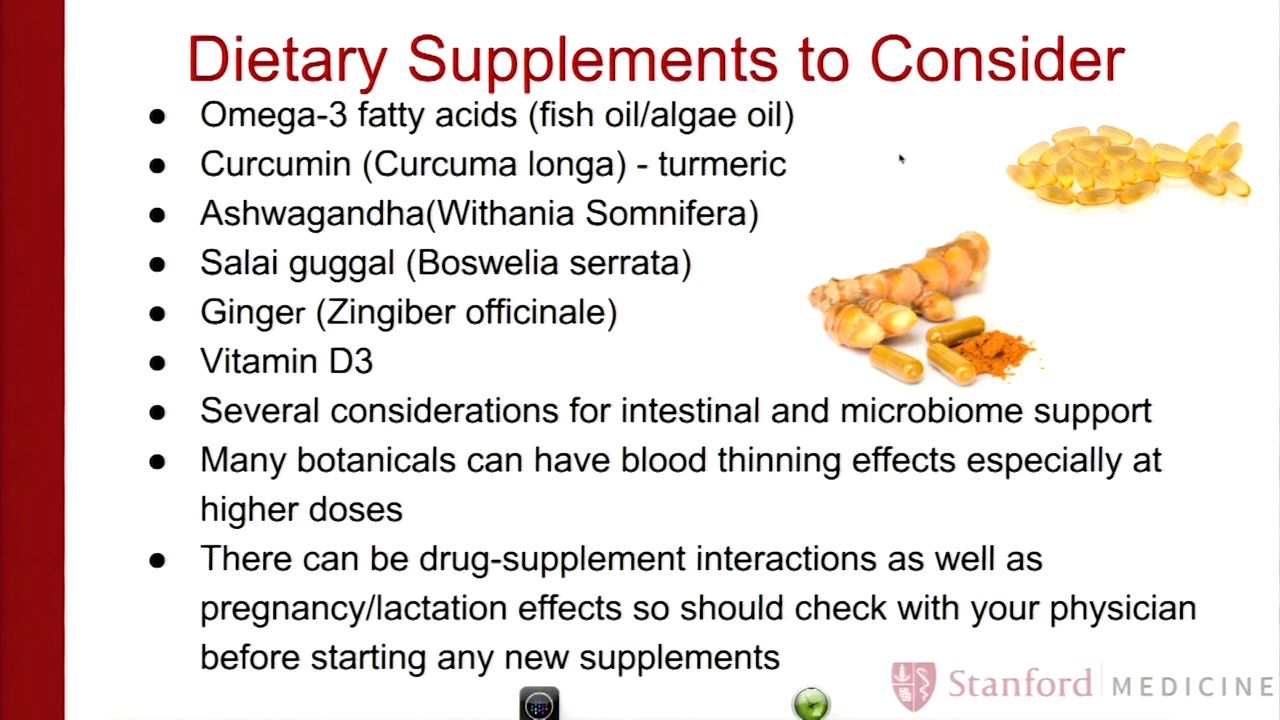 Dietary Supplements to Consider
● Omega-3 fatty acids (fish oil/algae oil)
● Curcumin (Curcuma longa) - turmeric
● Ashwagandha(Withania Somnifera)
● Salai guggal (Boswelia serrata)
● Ginger (Zingiber officinale)
● Vitamin D3
● Several considerations for intestinal and microbiome support
● Many botanicals can have blood thinning effects especially at
higher doses
● There can be drug-supplement interactions as well as
pregnancy/lactation effects so should check with your physician
before starting any new supplements
Stanford MEDICINE